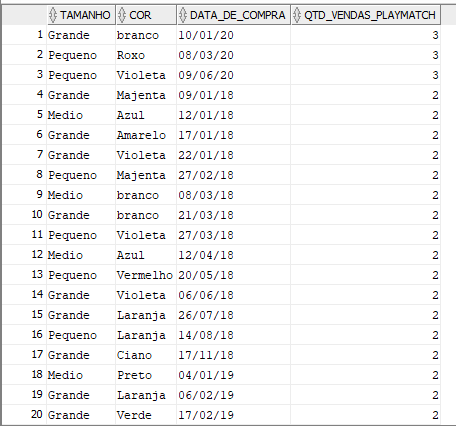 TAMANHO COR DATA_DE_COMPRA QTD_VENDAS_PLAYMATCH
1 Grande branco 10/01/20 3
2 Pequeno Roxo 08/03/20 3
3 Pequeno Violeta 09/06/20 3
4 Grande Majenta 09/01/18 2
5 Medio Azul 12/01/18 2
6 Grande Amarelo 17/01/18 2
7 Grande Violeta 22/01/18 2
8 Pequeno Majenta 27/02/18 2
9 Medio branco 08/03/18 2
10 Grande branco 21/03/18 2
11 Pequeno Violeta 27/03/18 2
12 Medio Azul 12/04/18 2
13 Pequeno Vermelho 20/05/18 2
14 Grande Violeta 06/06/18 2
15 Grande Laranja 26/07/18 2
16 Pequeno Laranja 14/08/18 2
17 Grande Ciano 17/11/18 2
18 Medio Preto 04/01/19 2
19 Grande Laranja 06/02/19 2
20 Grande Verde 17/02/19 2